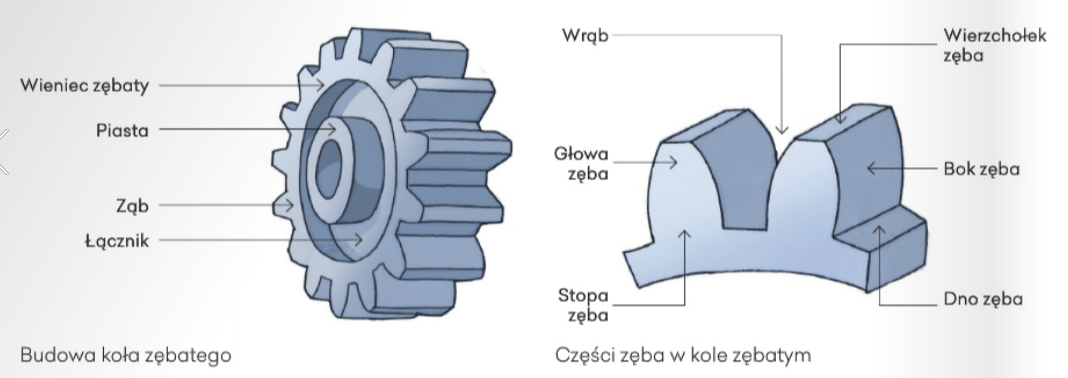 Wieniec zębaty
Piasta
Ząb
Łącznik
Budowa koła zębatego
Wrąb
Wierzchołek
zęba
Głowa
zęba
Bok zęba
Stopa
zęba
Dno zęba
Części zęba w kole zębatym